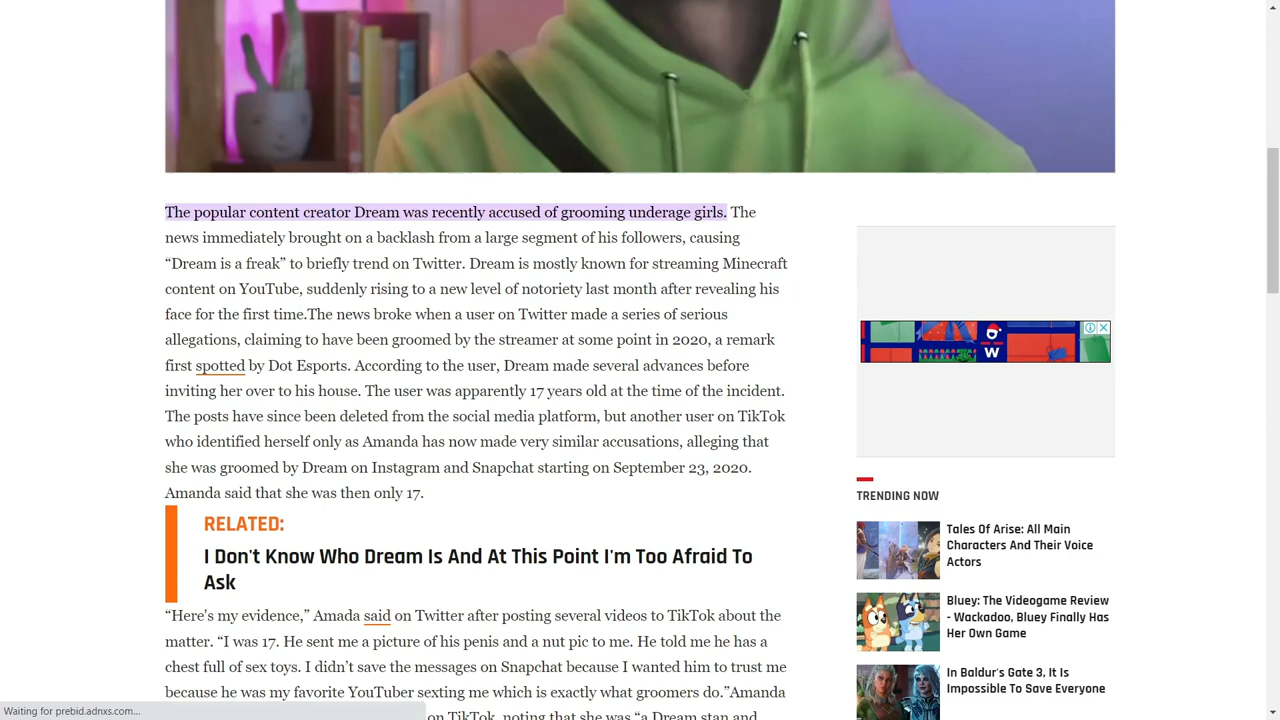 The popular content creator Dream was recently accused of grooming underage girls. The
news immediately brought on a backlash from a large segment of his followers, causing
“Dream is a freak” to briefly trend on Twitter. Dream is mostly known for streaming Minecraft
content on YouTube, suddenly rising to a new level of notoriety last month after revealing his
face for the first time.The news broke when a user on Twitter made a series of serious
allegations, claiming to have been groomed by the streamer at some point in 2020, a remark
first spotted by Dot Esports. According to the user, Dream made several advances before
inviting her over to his house. The user was apparently 17 years old at the time of the incident.
The posts have since been deleted from the social media platform, but another user on TikTok
who identified herself only as Amanda has now made very similar accusations, alleging that
she was groomed by Dream on Instagram and Snapchat starting on September 23, 2020.
Amanda said that she was then only 17.
RELATED:
I Don't Know Who Dream Is And At This Point I'm Too Afraid To
Ask
“Here's my evidence,” Amada said on Twitter after posting several videos to TikTok about the
matter. “I was 17. He sent me a picture of his penis and a nut pic to me. He told me he has a
chest full of sex toys. I didn’t save the messages on Snapchat because I wanted him to trust me
because he was my favorite YouTuber sexting me which is exactly what groomers do.”Amanda
on TikTok, noting that she was “a Dream stan and
W
TRENDING NOW
Tales Of Arise: All Main
Characters And Their Voice
Actors
Bluey: The Videogame Review
- Wackadoo, Bluey Finally Has
Her Own Game
In Baldur's Gate 3, It Is
Impossible To Save Everyone
Waiting for prebid.adnxs.com...